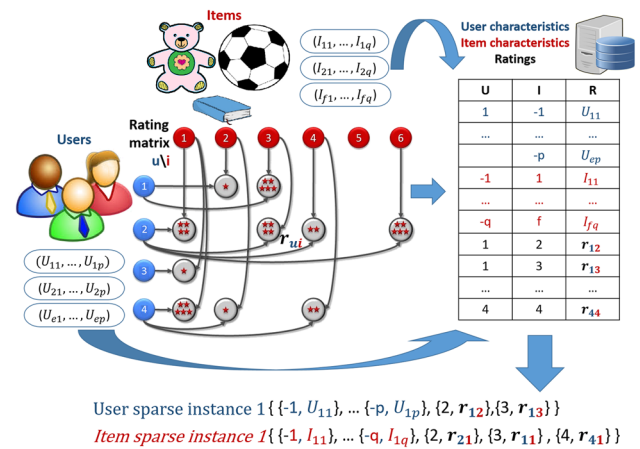 Items
(I₁₁, ..., I₁q)
(I₂₁, ..., I₂q)
(If₁, ..., Ifq)
User characteristics
Item characteristics
Ratings
Users
Rating
matrix
u\i
1 2 3 4 5 6
1
2
3
4
rᵤᵢ
(U₁₁, ..., U₁ₚ)
(U₂₁, ..., U₂ₚ)
(Uₑ₁, ..., Uₑₚ)
U I R
1 -1 U₁₁
... ... ...
-p Uₑₚ
-1 1 I₁₁
... ... ...
-q f Ifq
1 2 r₁₂
1 3 r₁₃
... ... ...
4 4 r₄₄
User sparse instance 1{ {-1, U₁₁}, ... {-p, U₁ₚ}, {2, r₁₂},{3, r₁₃} }
Item sparse instance 1{ {-1, I₁₁}, ... {-q, I₁q}, {2, r₂₁}, {3, r₁₁} , {4, r₄₁} }